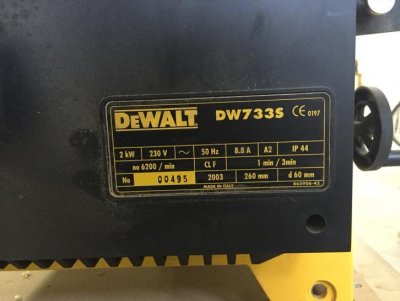 DEWALT DW733S CE 0197
2 kW 230 V ~ 50 Hz 8.8 A A2 IP 44
no 6200 / min CL F 1 min / 3min
No 00495 2003 260 mm d 60 mm
MADE IN ITALY